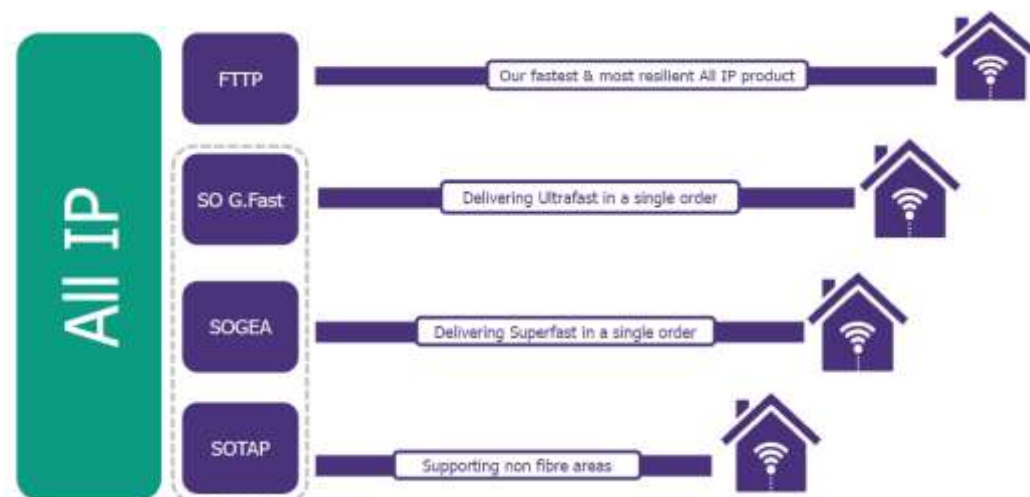 All IP
FTTP
Our fastest & most resilient All IP product
SO G.Fast
Delivering Ultrafast in a single order
SOGEA
Delivering Superfast in a single order
SOTAP
Supporting non fibre areas